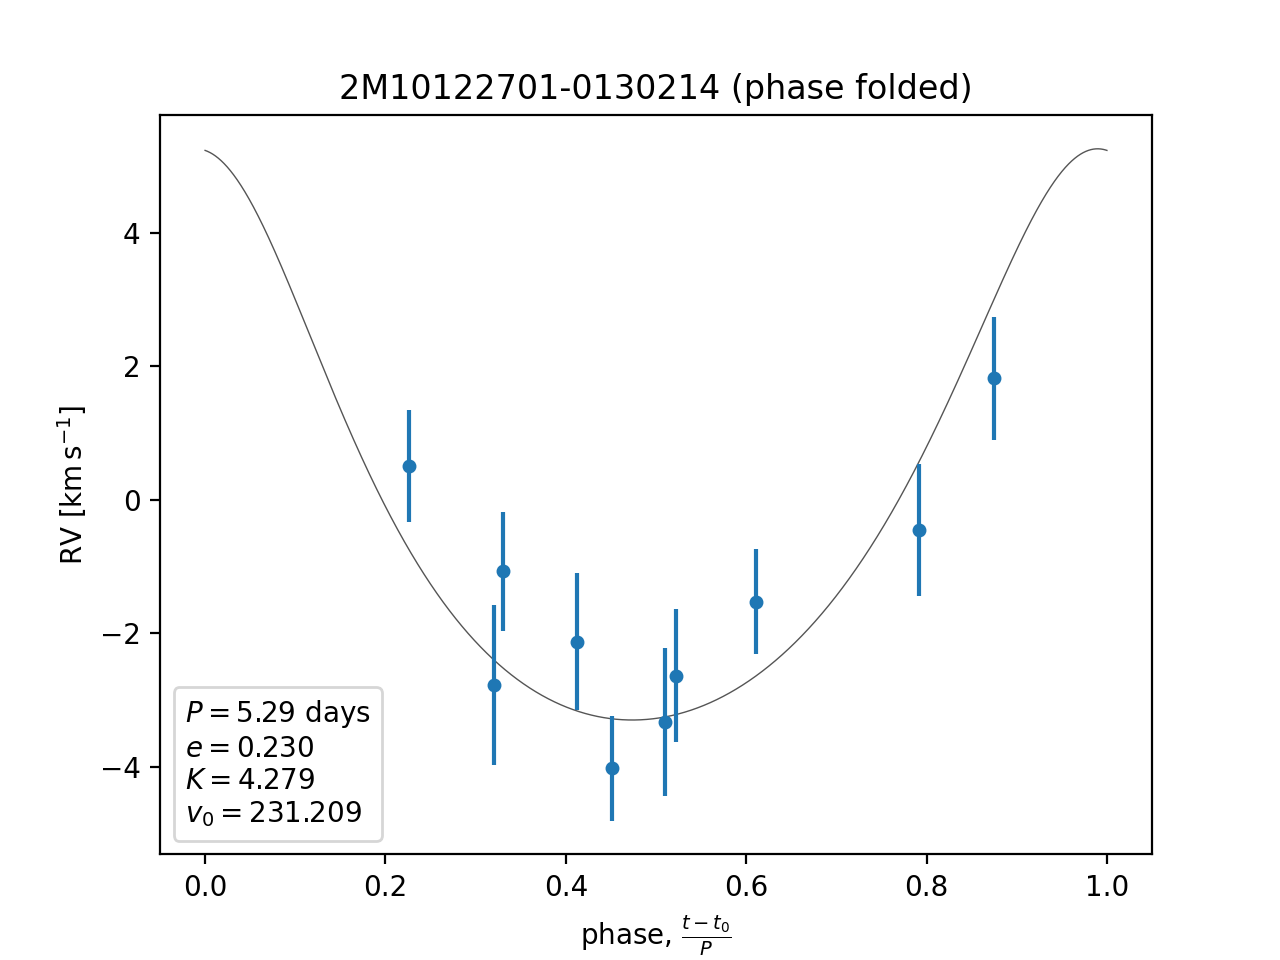 2M10122701-0130214 (phase folded)
4
2
0
−2
−4
RV [km s⁻¹]
P = 5.29 days
e = 0.230
K = 4.279
v₀ = 231.209
0.0 0.2 0.4 0.6 0.8 1.0
phase, (t − t₀)/P